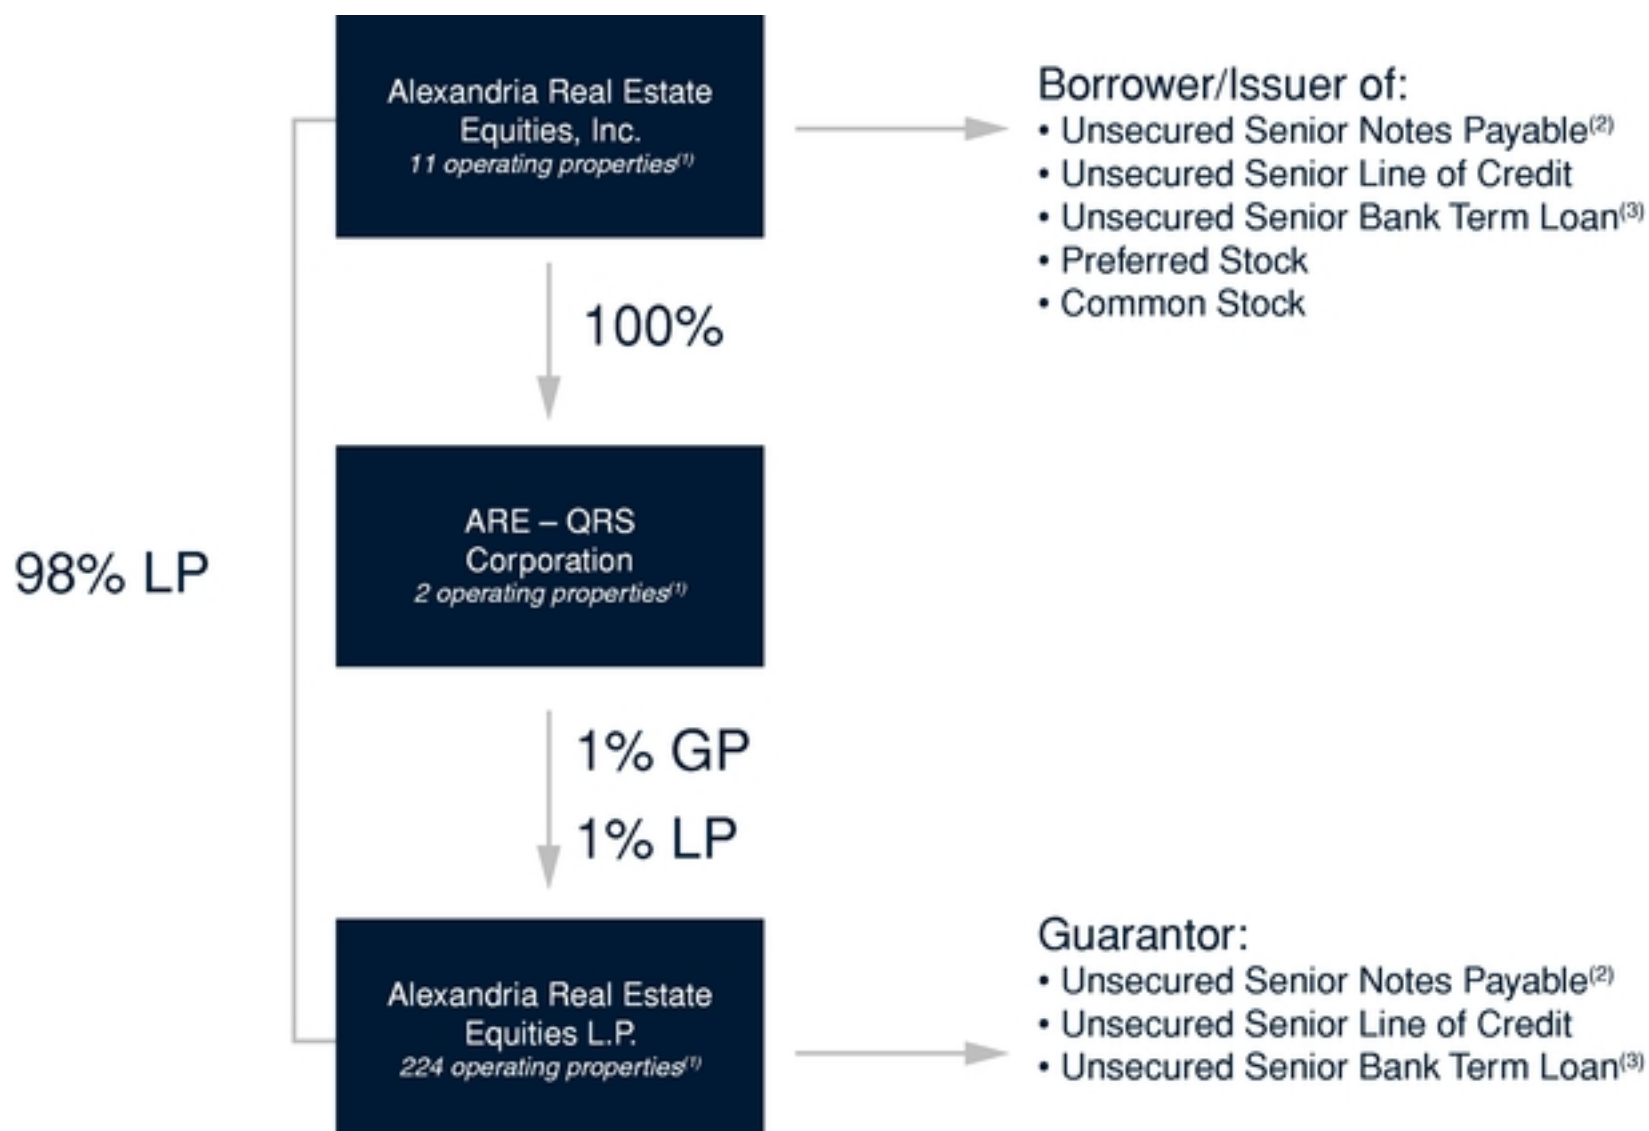 Alexandria Real Estate
Equities, Inc.
11 operating properties(1)
Borrower/Issuer of:
• Unsecured Senior Notes Payable(2)
• Unsecured Senior Line of Credit
• Unsecured Senior Bank Term Loan(3)
• Preferred Stock
• Common Stock
100%
ARE – QRS
Corporation
2 operating properties(1)
98% LP
1% GP
1% LP
Alexandria Real Estate
Equities L.P.
224 operating properties(1)
Guarantor:
• Unsecured Senior Notes Payable(2)
• Unsecured Senior Line of Credit
• Unsecured Senior Bank Term Loan(3)